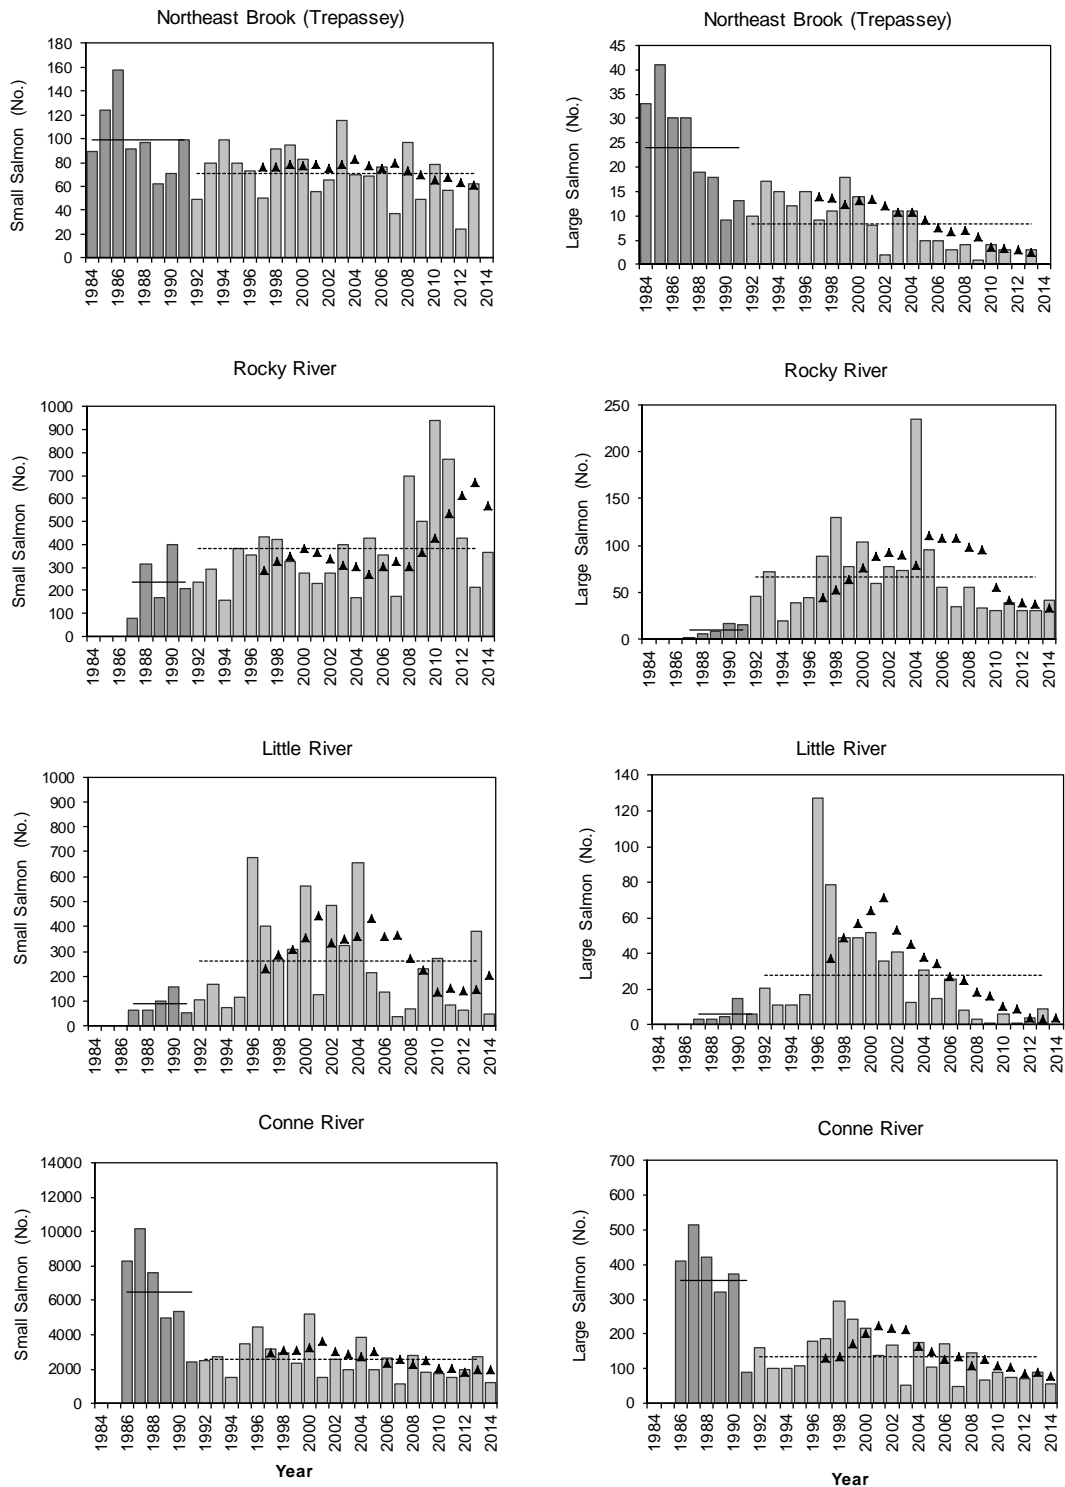 Northeast Brook (Trepassey)
Small Salmon (No.)
180
160
140
120
100
80
60
40
20
0
1984 1986 1988 1990 1992 1994 1996 1998 2000 2002 2004 2006 2008 2010 2012 2014
Northeast Brook (Trepassey)
Large Salmon (No.)
45
40
35
30
25
20
15
10
5
0
1984 1986 1988 1990 1992 1994 1996 1998 2000 2002 2004 2006 2008 2010 2012 2014
Rocky River
Small Salmon (No.)
1000
900
800
700
600
500
400
300
200
100
0
1984 1986 1988 1990 1992 1994 1996 1998 2000 2002 2004 2006 2008 2010 2012 2014
Rocky River
Large Salmon (No.)
250
200
150
100
50
0
1984 1986 1988 1990 1992 1994 1996 1998 2000 2002 2004 2006 2008 2010 2012 2014
Little River
Small Salmon (No.)
1000
900
800
700
600
500
400
300
200
100
0
1984 1986 1988 1990 1992 1994 1996 1998 2000 2002 2004 2006 2008 2010 2012 2014
Little River
Large Salmon (No.)
140
120
100
80
60
40
20
0
1984 1986 1988 1990 1992 1994 1996 1998 2000 2002 2004 2006 2008 2010 2012 2014
Conne River
Small Salmon (No.)
14000
12000
10000
8000
6000
4000
2000
0
1984 1986 1988 1990 1992 1994 1996 1998 2000 2002 2004 2006 2008 2010 2012 2014
Year
Conne River
Large Salmon (No.)
700
600
500
400
300
200
100
0
1984 1986 1988 1990 1992 1994 1996 1998 2000 2002 2004 2006 2008 2010 2012 2014
Year